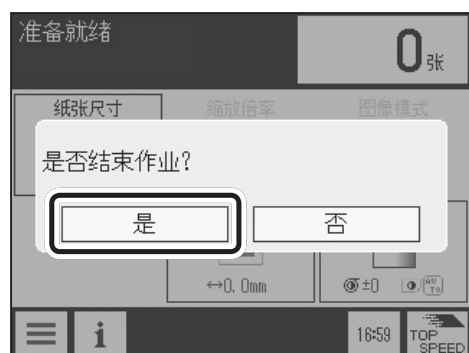 准备就绪
0张
纸张尺寸 缩放倍率 图像模式
是否结束作业?
是 否
↔0.0mm ±0 AUTO
i 16:59 TOP SPEED